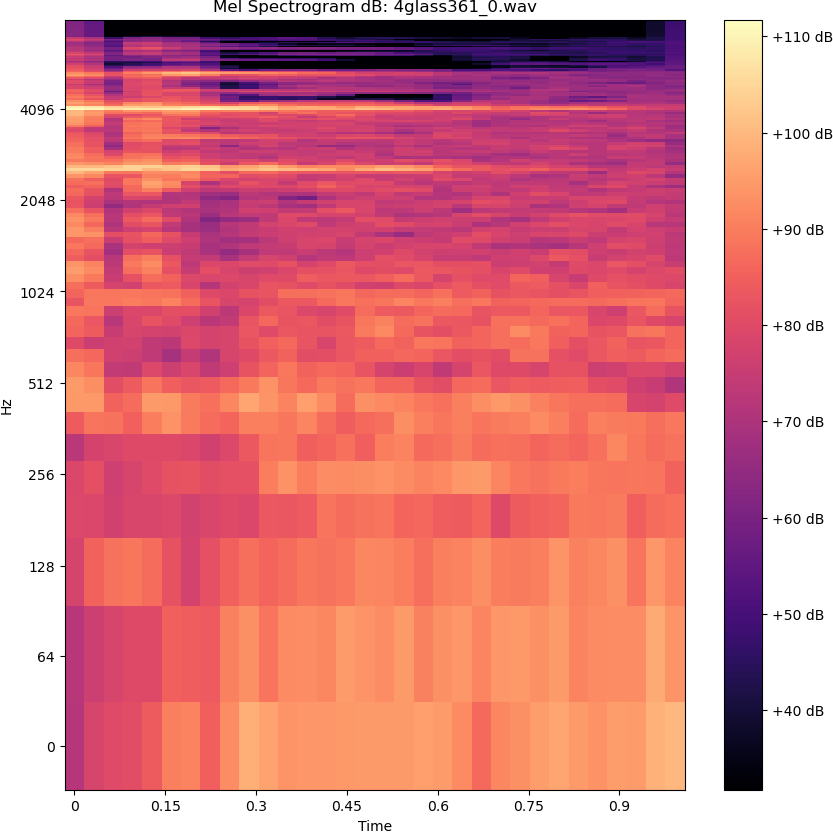 Mel Spectrogram dB: 4glass361_0.wav
Hz
4096
2048
1024
512
256
128
64
0
0
0.15
0.3
0.45
0.6
0.75
0.9
Time
+110 dB
+100 dB
+90 dB
+80 dB
+70 dB
+60 dB
+50 dB
+40 dB